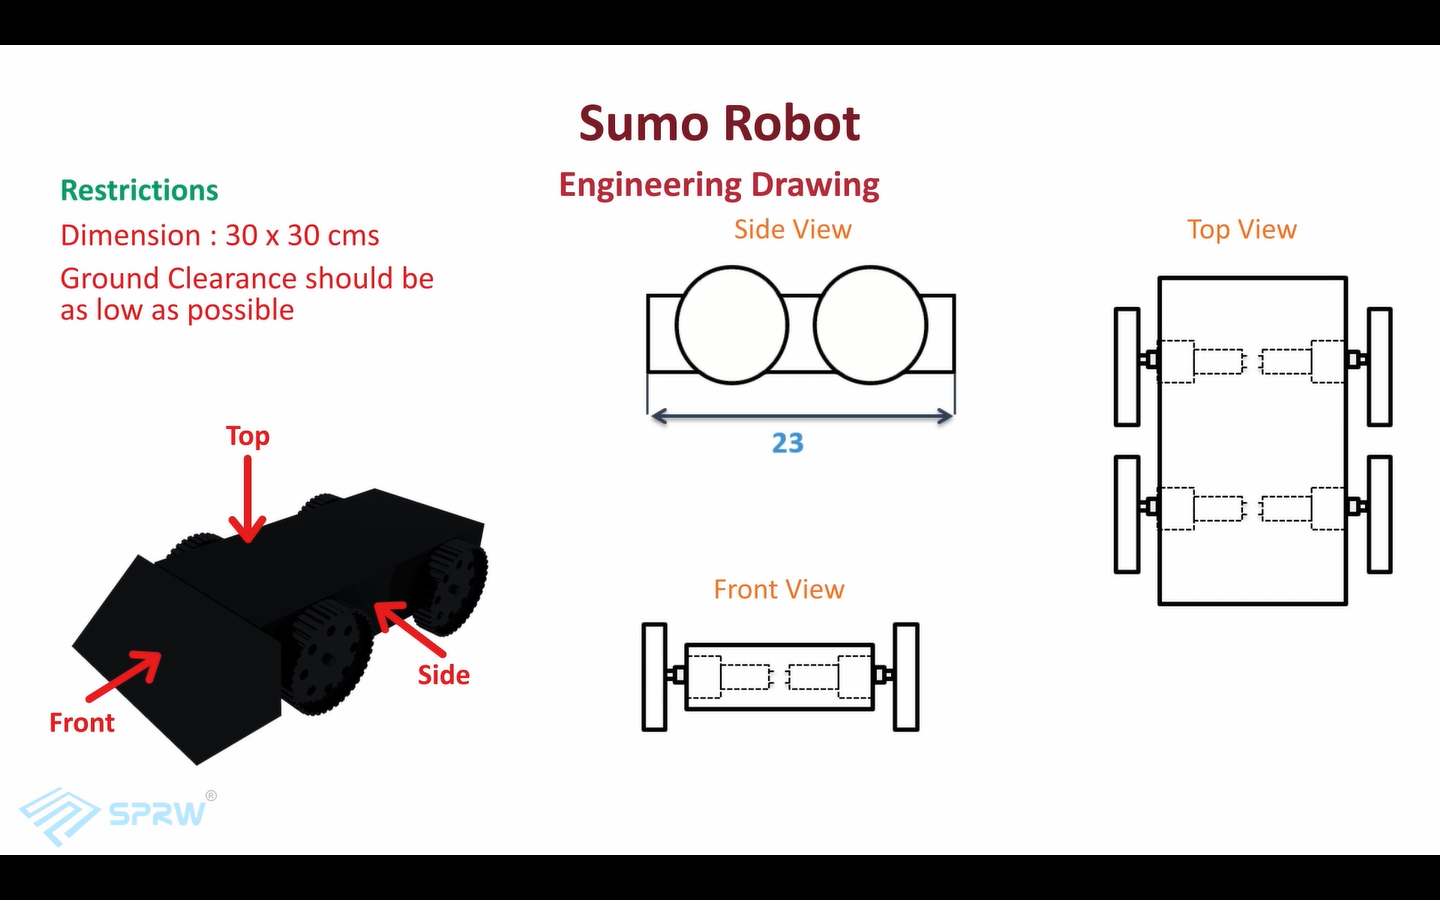 Sumo Robot
Engineering Drawing
Restrictions
Dimension : 30 x 30 cms
Ground Clearance should be
as low as possible
Side View
23
Top View
Front View
Top
Side
Front
SPRW®